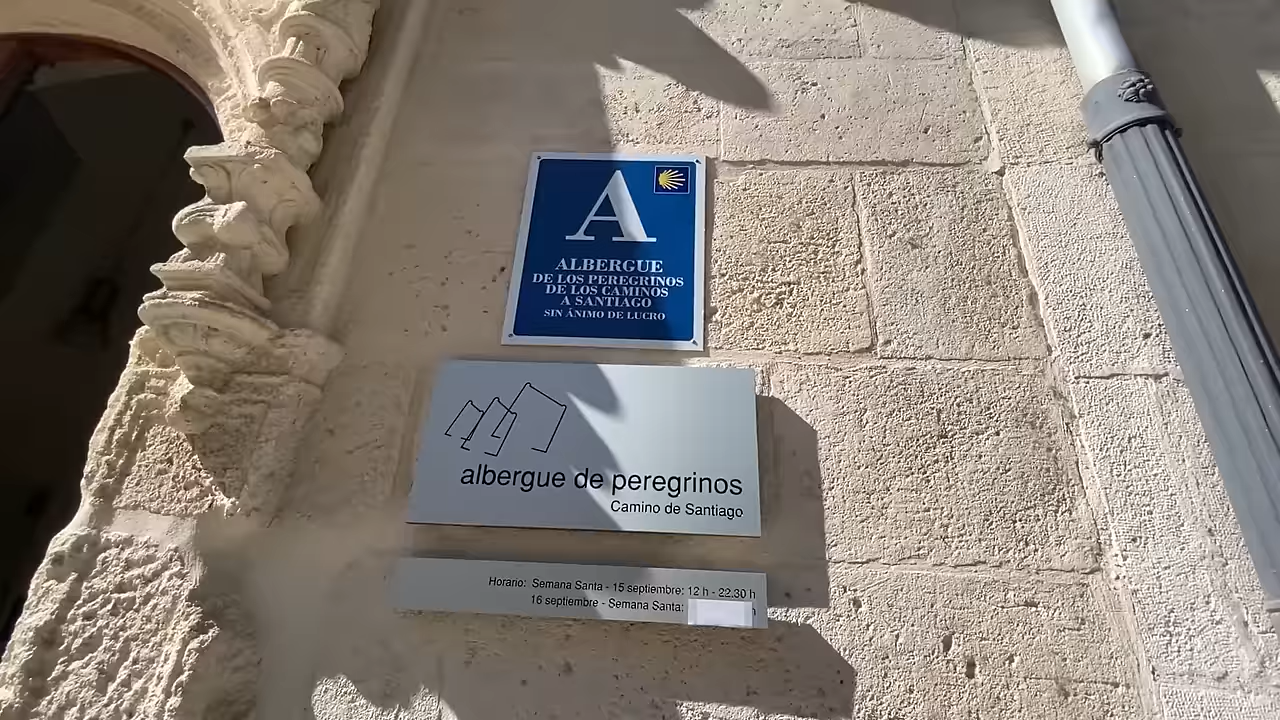 A
ALBERGUE
DE LOS PEREGRINOS
DE LOS CAMINOS
A SANTIAGO
SIN ÁNIMO DE LUCRO
albergue de peregrinos
Camino de Santiago
Horario: Semana Santa - 15 septiembre: 12 h - 22.30 h
16 septiembre - Semana Santa: h